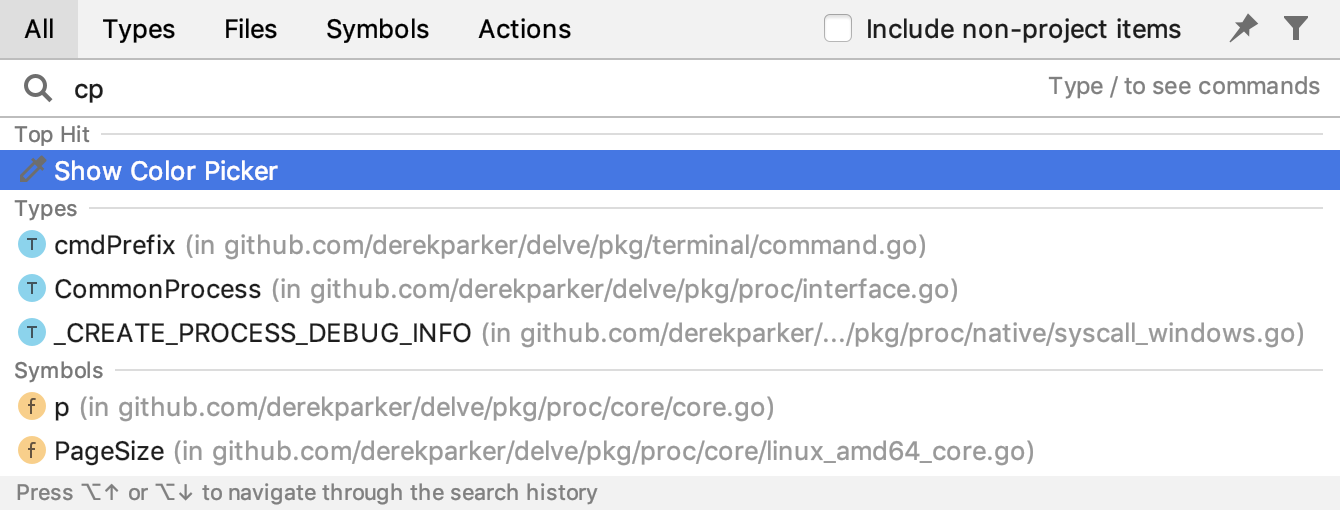 All Types Files Symbols Actions Include non-project items
cp Type / to see commands
Top Hit
Show Color Picker
Types
T cmdPrefix (in github.com/derekparker/delve/pkg/terminal/command.go)
T CommonProcess (in github.com/derekparker/delve/pkg/proc/interface.go)
T _CREATE_PROCESS_DEBUG_INFO (in github.com/derekparker/.../pkg/proc/native/syscall_windows.go)
Symbols
f p (in github.com/derekparker/delve/pkg/proc/core/core.go)
f PageSize (in github.com/derekparker/delve/pkg/proc/core/linux_amd64_core.go)
Press ⌥↑ or ⌥↓ to navigate through the search history